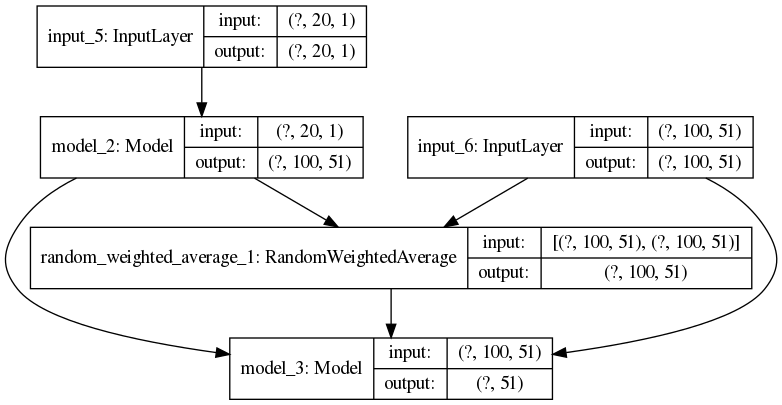 input_5: InputLayer
input: (?, 20, 1)
output: (?, 20, 1)
model_2: Model
input: (?, 20, 1)
output: (?, 100, 51)
input_6: InputLayer
input: (?, 100, 51)
output: (?, 100, 51)
random_weighted_average_1: RandomWeightedAverage
input: [(?, 100, 51), (?, 100, 51)]
output: (?, 100, 51)
model_3: Model
input: (?, 100, 51)
output: (?, 51)